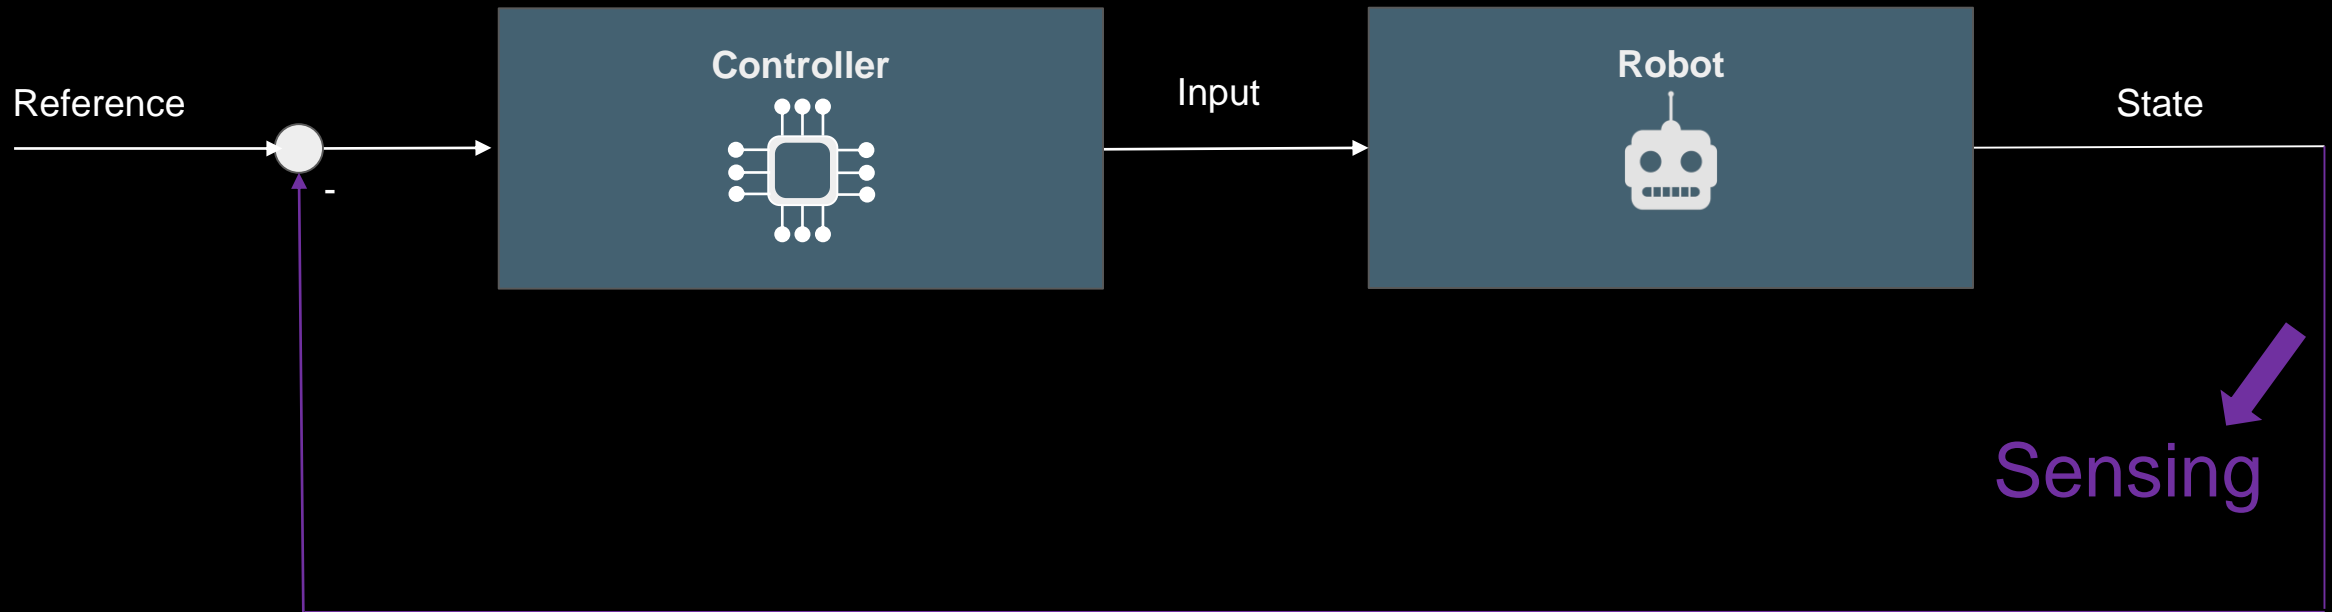 Controller
Robot
Reference
Input
State
-
Sensing